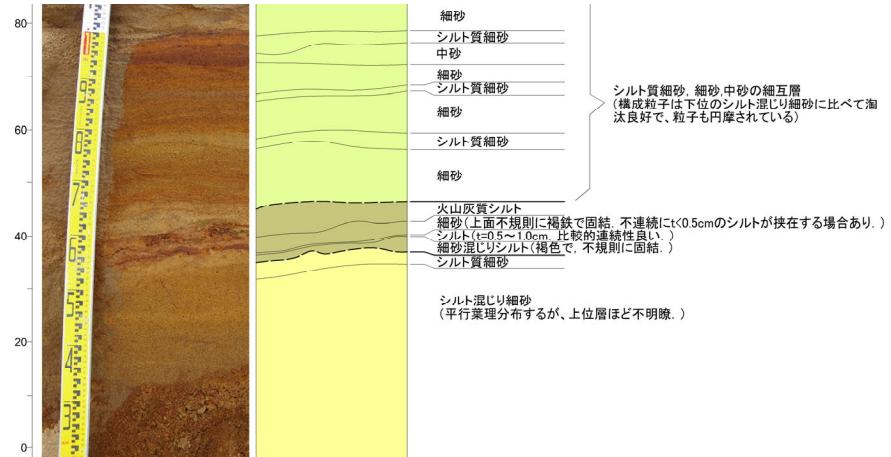 80
60
40
20
0
9
8
7
6
5
4
3
細砂
シルト質細砂
中砂
細砂
シルト質細砂
細砂
シルト質細砂
細砂
シルト質細砂，細砂,中砂の細互層
(構成粒子は下位のシルト混じり細砂に比べて淘
汰良好で、粒子も円摩されている)
火山灰質シルト
細砂(上面不規則に褐鉄で固結．不連続にt<0.5cmのシルトが挟在する場合あり．)
シルト(t=0.5～1.0cm．比較的連続性良い．)
細砂混じりシルト(褐色で，不規則に固結．)
シルト質細砂
シルト混じり細砂
(平行葉理分布するが、上位層ほど不明瞭．)